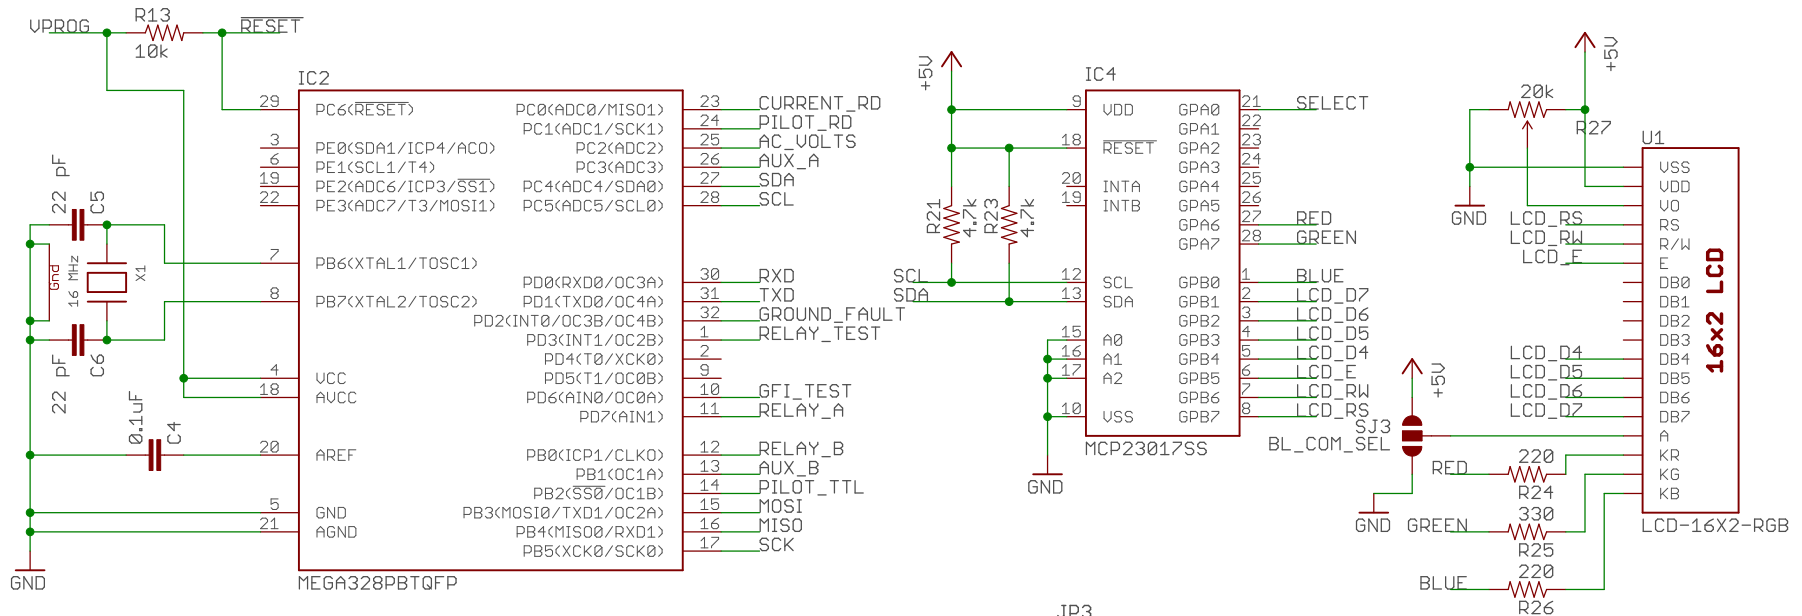 VPROG
R13
10k
RESET
IC2
29 PC6(RESET) PC0(ADC0/MISO1) 23 CURRENT_RD
PC1(ADC1/SCK1) 24 PILOT_RD
3 PE0(SDA1/ICP4/ACO) PC2(ADC2) 25 AC_VOLTS
6 PE1(SCL1/T4) PC3(ADC3) 26 AUX_A
19 PE2(ADC6/ICP3/SS1) PC4(ADC4/SDA0) 27 SDA
22 PE3(ADC7/T3/MOSI1) PC5(ADC5/SCL0) 28 SCL
22 pF
C5
7 PB6(XTAL1/TOSC1)
Gnd
16 MHz
X1
PD0(RXD0/OC3A) 30 RXD
8 PB7(XTAL2/TOSC2) PD1(TXD0/OC4A) 31 TXD
PD2(INT0/OC3B/OC4B) 32 GROUND_FAULT
PD3(INT1/OC2B) 1 RELAY_TEST
22 pF
C6
PD4(T0/XCK0) 2
4 VCC PD5(T1/OC0B) 9
18 AVCC PD6(AIN0/OC0A) 10 GFI_TEST
PD7(AIN1) 11 RELAY_A
0.1uF
C4
20 AREF PB0(ICP1/CLKO) 12 RELAY_B
PB1(OC1A) 13 AUX_B
PB2(SS0/OC1B) 14 PILOT_TTL
5 GND PB3(MOSI0/TXD1/OC2A) 15 MOSI
21 AGND PB4(MISO0/RXD1) 16 MISO
PB5(XCK0/SCK0) 17 SCK
GND
MEGA328PBTQFP
+5V
IC4
9 VDD GPA0 21 SELECT
GPA1 22
18 RESET GPA2 23
GPA3 24
20 INTA GPA4 25
19 INTB GPA5 26
GPA6 27 RED
GPA7 28 GREEN
R21
4.7k
R23
4.7k
SCL 12 SCL GPB0 1 BLUE
SDA 13 SDA GPB1 2 LCD_D7
GPB2 3 LCD_D6
15 A0 GPB3 4 LCD_D5
16 A1 GPB4 5 LCD_D4
17 A2 GPB5 6 LCD_E
GPB6 7 LCD_RW
10 VSS GPB7 8 LCD_RS
MCP23017SS
GND
JP3
+5V
20k
R27
GND
U1
VSS
VDD
VO
LCD_RS RS
LCD_RW R/W
LCD_E E
DB0
DB1
DB2
DB3
LCD_D4 DB4
LCD_D5 DB5
LCD_D6 DB6
LCD_D7 DB7
A
KR
KG
KB
16x2 LCD
LCD-16X2-RGB
+5V
SJ3
BL_COM_SEL
GND
RED
220
R24
GREEN
330
R25
BLUE
220
R26